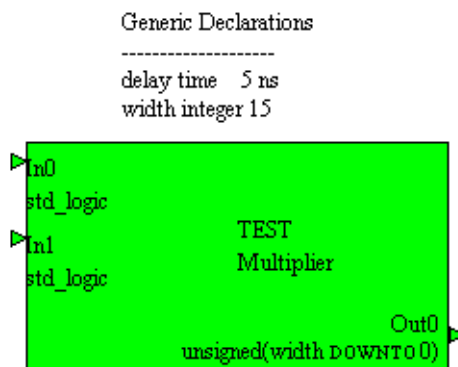 Generic Declarations
--------------------
delay time 5 ns
width integer 15
In0
std_logic
In1
std_logic
TEST
Multiplier
Out0
unsigned(width DOWNTO 0)